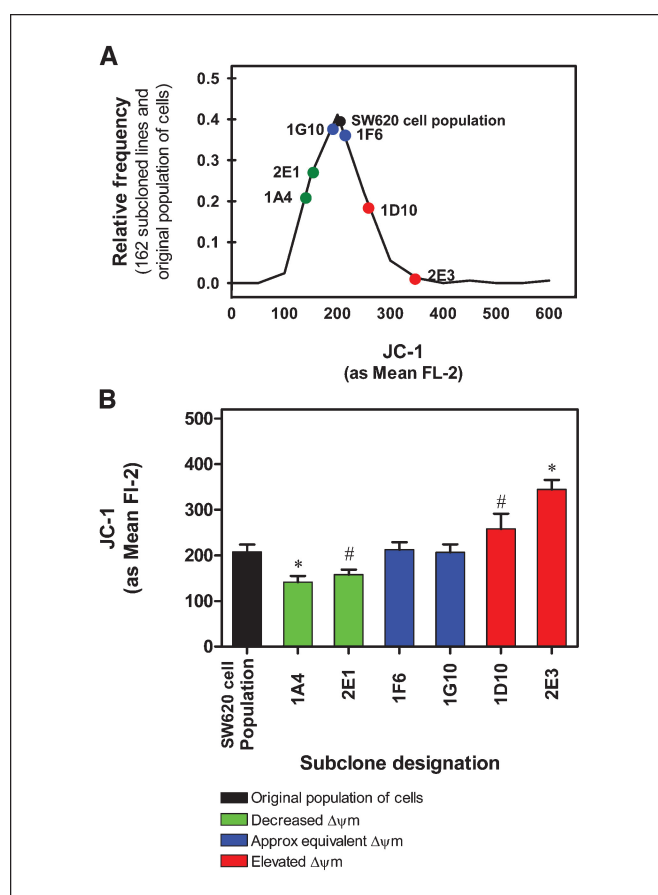 A
Relative frequency
(162 subcloned lines and
original population of cells)
0.5
0.4
0.3
0.2
0.1
0.0
SW620 cell population
1G10
1F6
2E1
1A4
1D10
2E3
0 100 200 300 400 500 600
JC-1
(as Mean FL-2)
B
JC-1
(as Mean Fl-2)
500
400
300
200
100
0
*
#
#
*
SW620 cell
Population
1A4
2E1
1F6
1G10
1D10
2E3
Subclone designation
Original population of cells
Decreased Δψm
Approx equivalent Δψm
Elevated Δψm